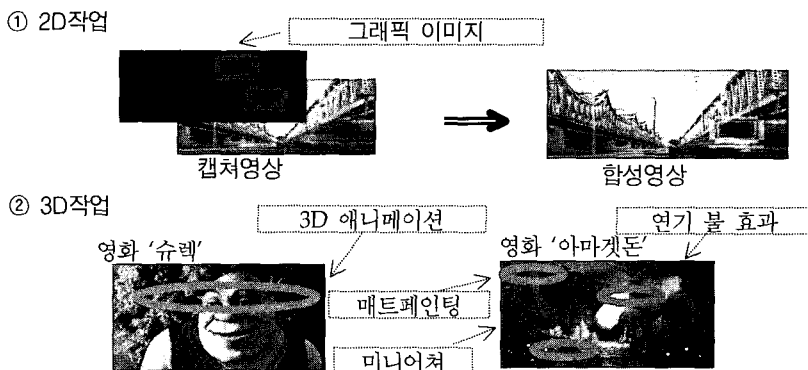 ① 2D작업
그래픽 이미지
캡쳐영상
합성영상
② 3D작업
3D 애니메이션
연기 불 효과
영화 '슈렉'
영화 '아마겟돈'
매트페인팅
미니어쳐